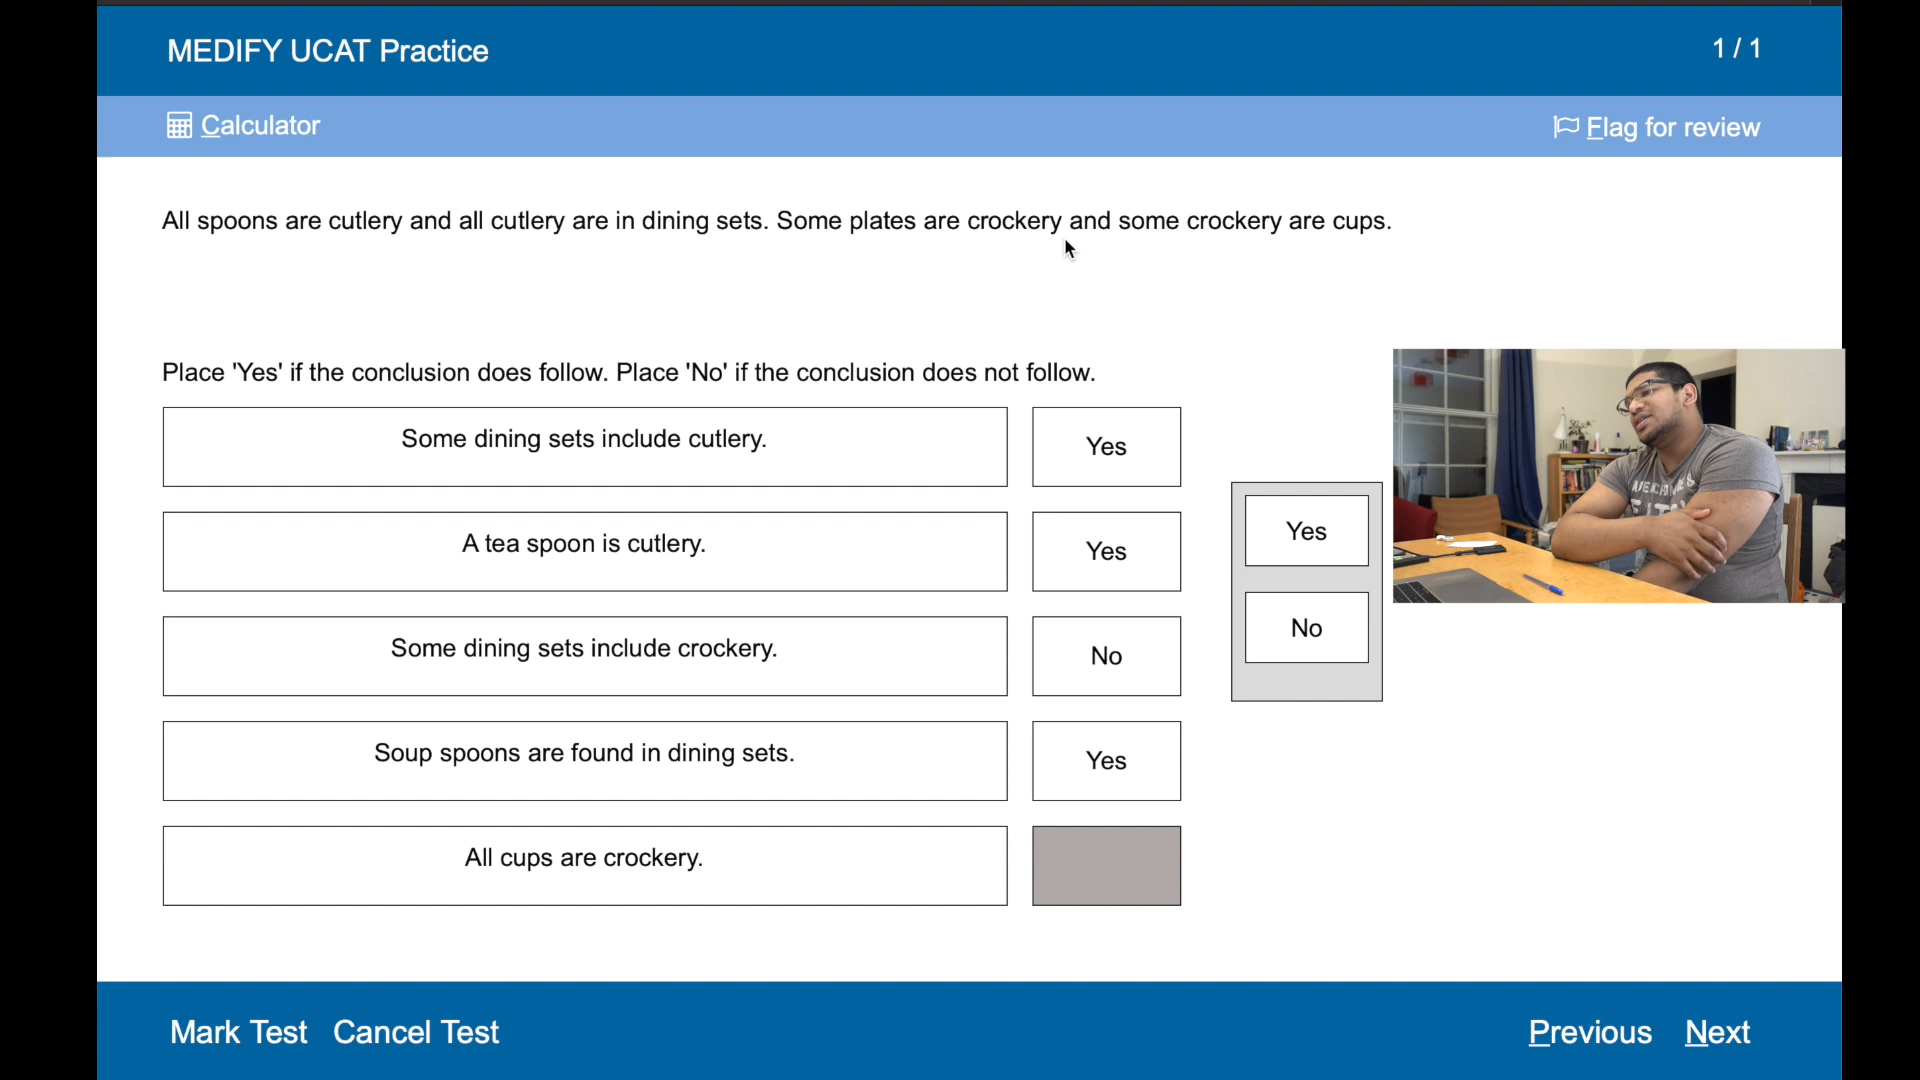 MEDIFY UCAT Practice
1 / 1
Calculator
Flag for review
All spoons are cutlery and all cutlery are in dining sets. Some plates are crockery and some crockery are cups.
Place 'Yes' if the conclusion does follow. Place 'No' if the conclusion does not follow.
Some dining sets include cutlery.
Yes
A tea spoon is cutlery.
Yes
Some dining sets include crockery.
No
Soup spoons are found in dining sets.
Yes
All cups are crockery.
Yes
No
Mark Test
Cancel Test
Previous
Next